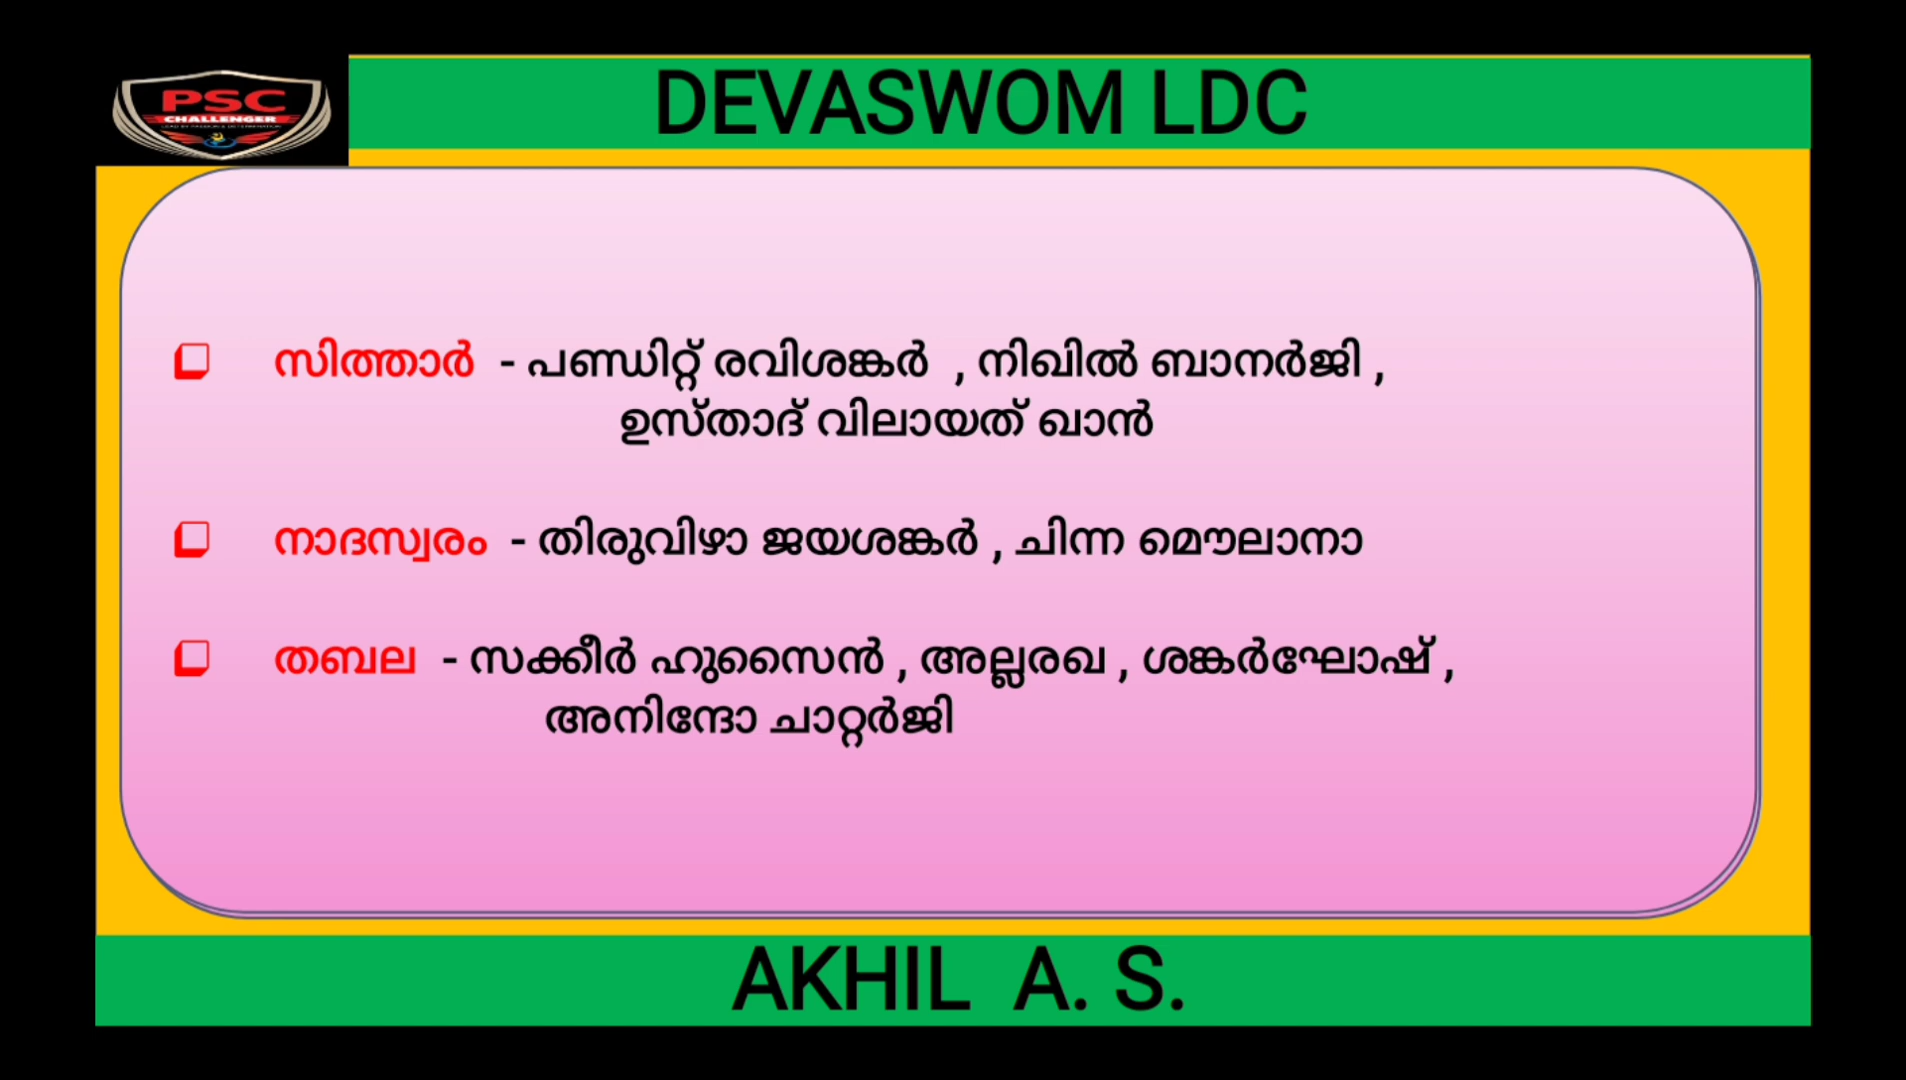 PSC
CHALLENGER
DEVASWOM LDC
സിത്താർ - പണ്ഡിറ്റ് രവിശങ്കർ , നിഖിൽ ബാനർജി ,
ഉസ്താദ് വിലായത് ഖാൻ
നാദസ്വരം - തിരുവിഴാ ജയശങ്കർ , ചിന്ന മൌലാനാ
തബല - സക്കീർ ഹുസൈൻ , അല്ലരഖ , ശങ്കർഘോഷ് ,
അനിന്ദോ ചാറ്റർജി
AKHIL A. S.